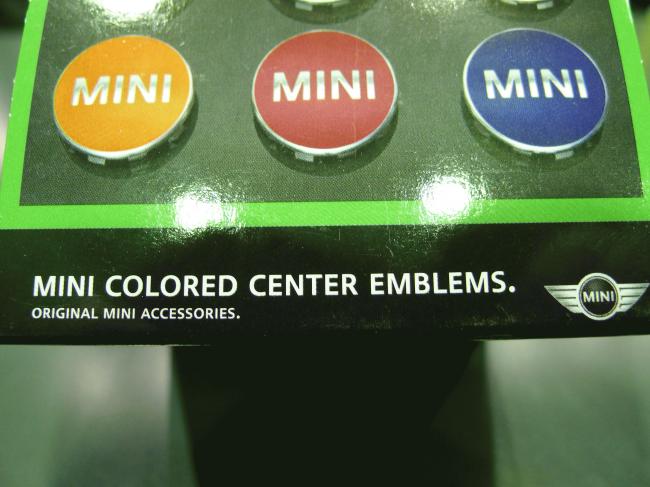 MINI MINI MINI
MINI COLORED CENTER EMBLEMS.
ORIGINAL MINI ACCESSORIES.
MINI